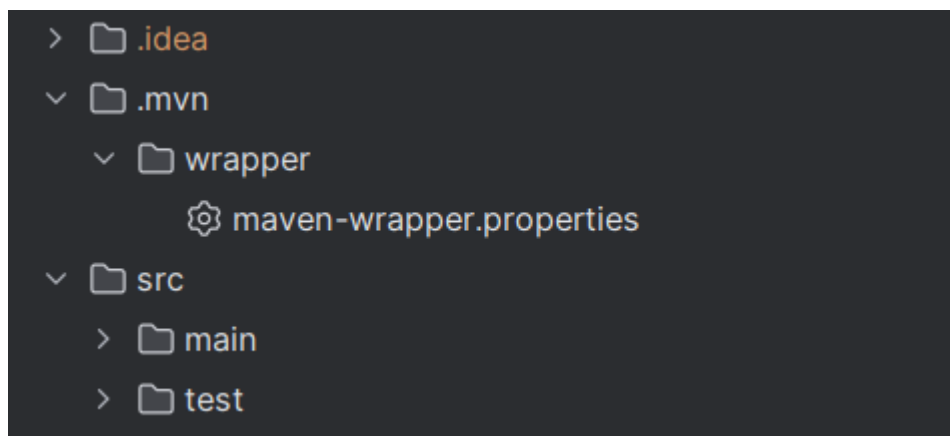 .idea
.mvn
wrapper
maven-wrapper.properties
src
main
test